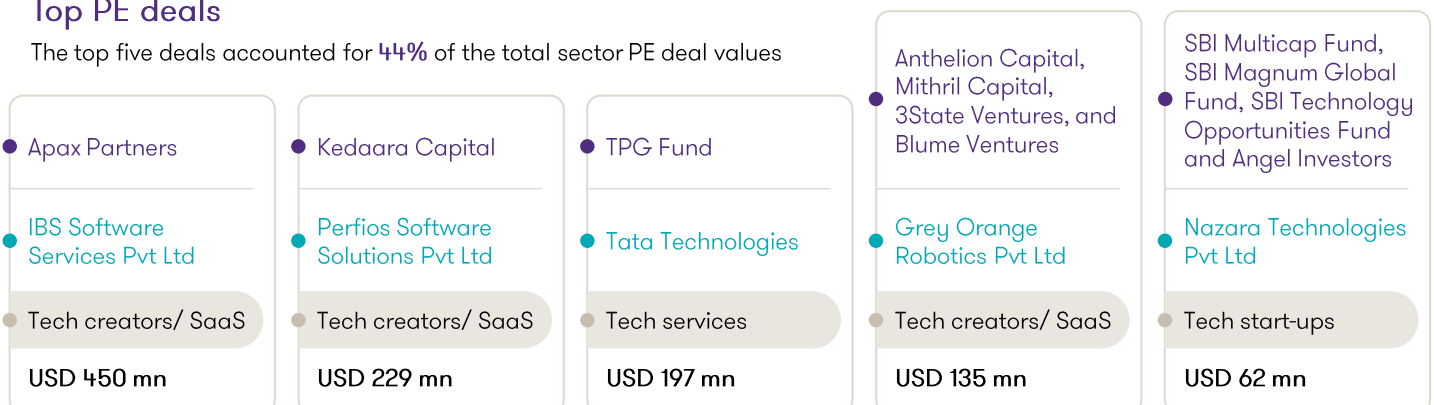 Top PE deals
The top five deals accounted for 44% of the total sector PE deal values
Apax Partners
IBS Software
Services Pvt Ltd
Tech creators/ SaaS
USD 450 mn
Kedaara Capital
Perfios Software
Solutions Pvt Ltd
Tech creators/ SaaS
USD 229 mn
TPG Fund
Tata Technologies
Tech services
USD 197 mn
Anthelion Capital,
Mithril Capital,
3State Ventures, and
Blume Ventures
Grey Orange
Robotics Pvt Ltd
Tech creators/ SaaS
USD 135 mn
SBI Multicap Fund,
SBI Magnum Global
Fund, SBI Technology
Opportunities Fund
and Angel Investors
Nazara Technologies
Pvt Ltd
Tech start-ups
USD 62 mn